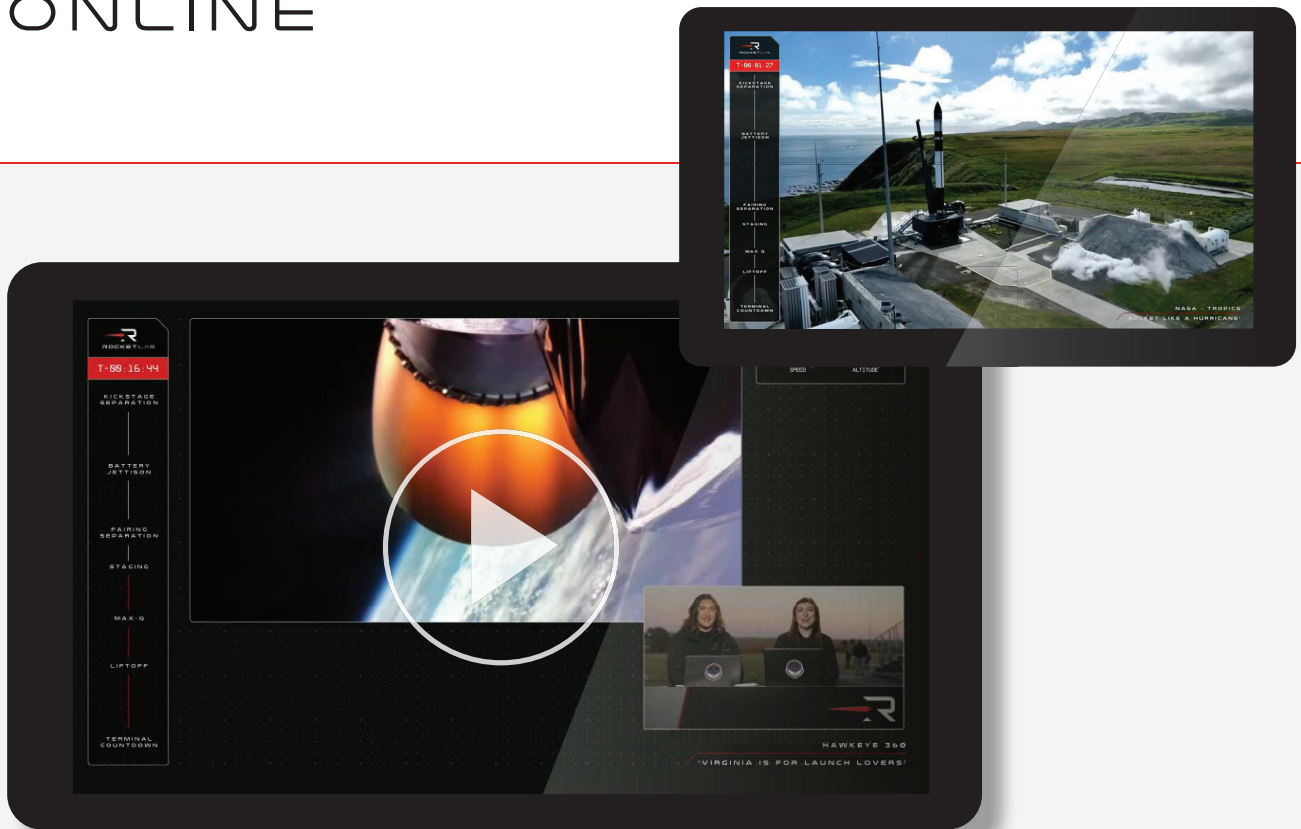 ONLINE
ROCKETLAB
T-00:01:27
KICKSTAGE
SEPARATION
BATTERY
JETTISON
FAIRING
SEPARATION
STAGING
MAX Q
LIFTOFF
TERMINAL
COUNTDOWN
NASA - TROPICS
'ROCKET LIKE A HURRICANE'
ROCKETLAB
T-00:16:44
KICKSTAGE
SEPARATION
BATTERY
JETTISON
FAIRING
SEPARATION
STAGING
MAX-Q
LIFTOFF
TERMINAL
COUNTDOWN
SPEED ALTITUDE
HAWKEYE 360
'VIRGINIA IS FOR LAUNCH LOVERS'